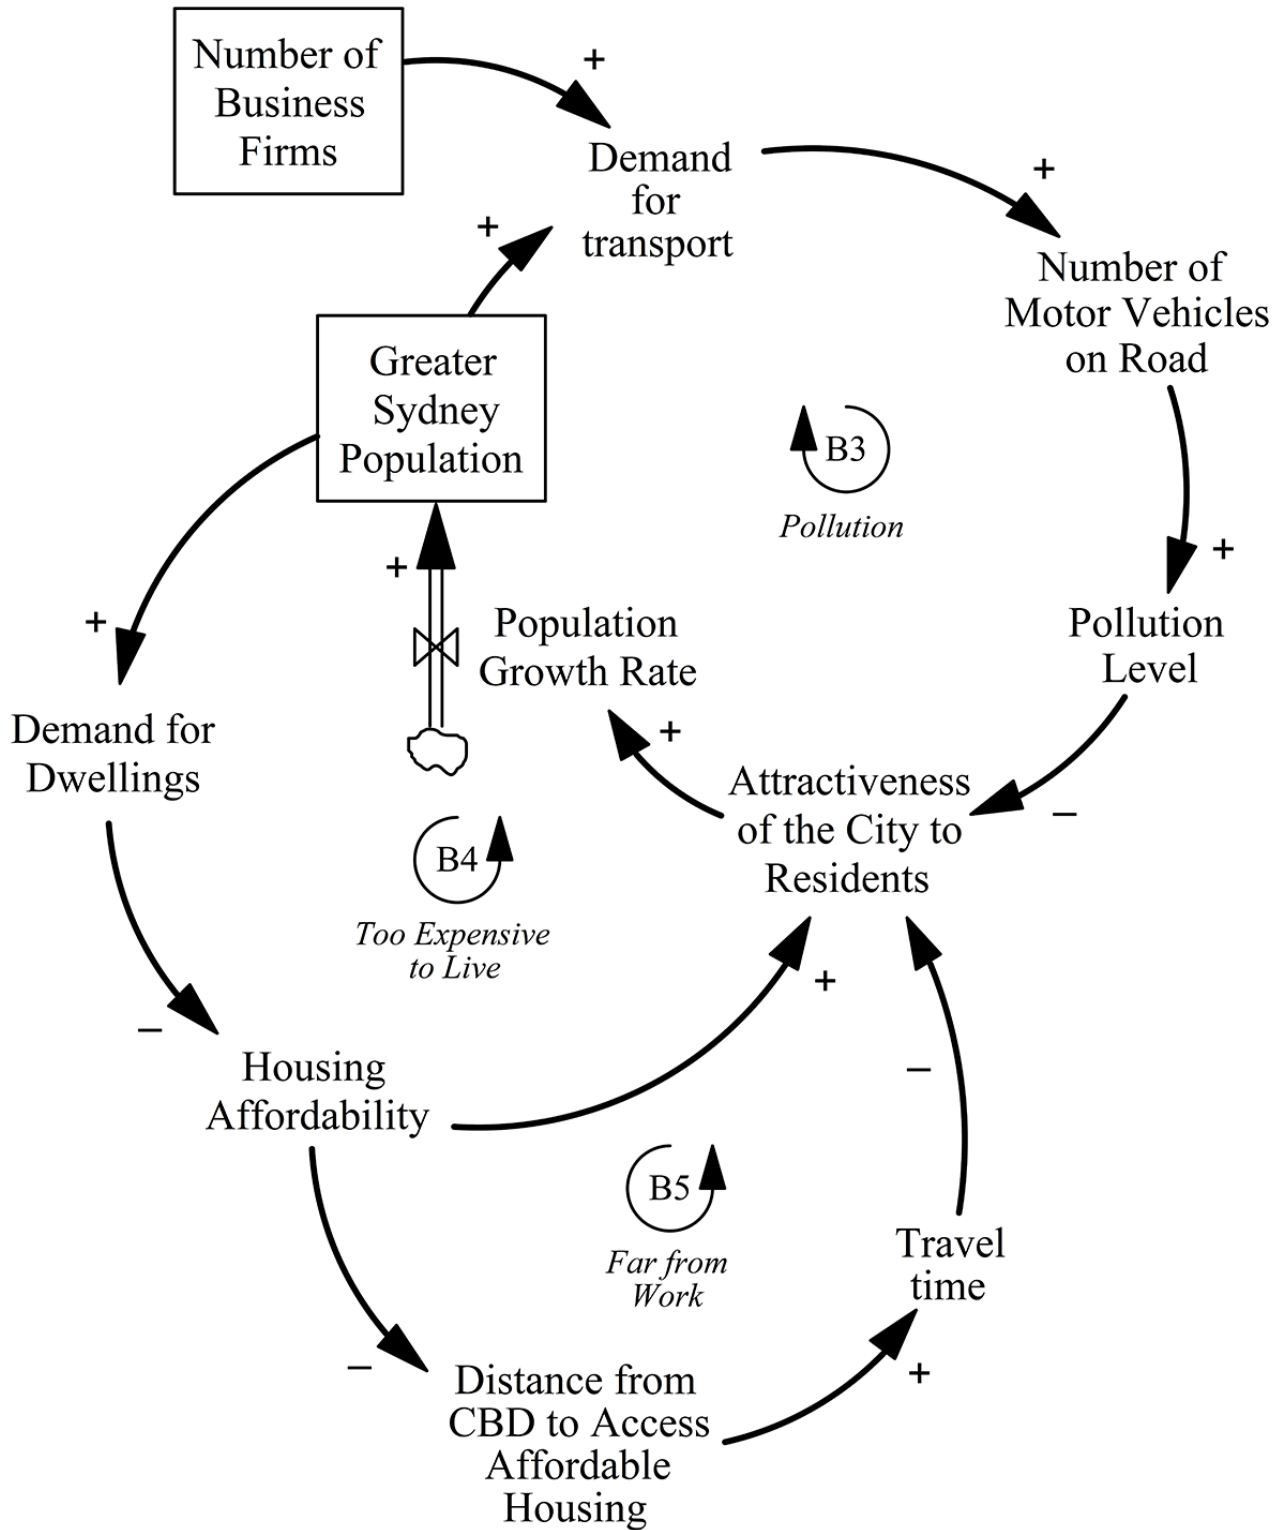 Number of
Business
Firms
+
Demand
for
transport
+
+
Number of
Motor Vehicles
on Road
Greater
Sydney
Population
B3
Pollution
+
+
+
Population
Growth Rate
Pollution
Level
Demand for
Dwellings
+
−
Attractiveness
of the City to
Residents
B4
Too Expensive
to Live
+
−
−
Housing
Affordability
B5
Far from
Work
Travel
time
−
+
Distance from
CBD to Access
Affordable
Housing